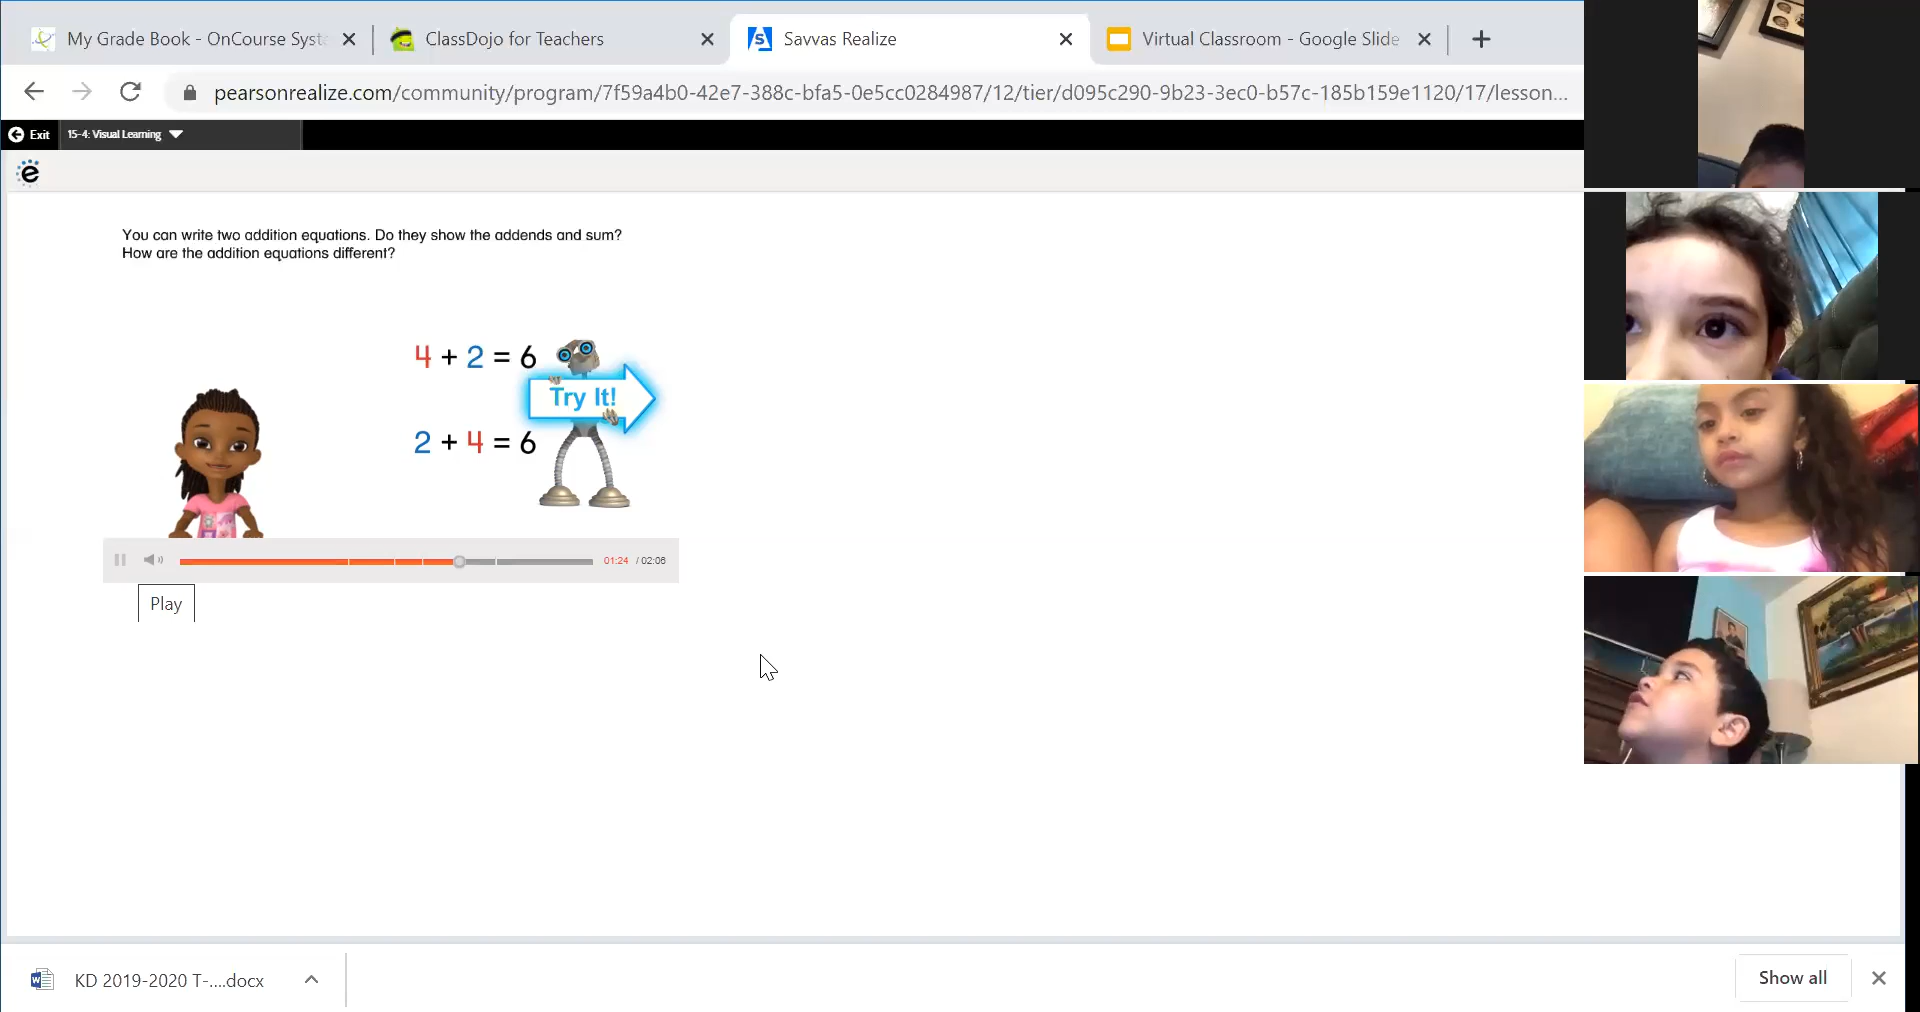 My Grade Book - OnCourse Syst
ClassDojo for Teachers
Savvas Realize
Virtual Classroom - Google Slide
pearsonrealize.com/community/program/7f59a4b0-42e7-388c-bfa5-0e5cc0284987/12/tier/d095c290-9b23-3ec0-b57c-185b159e1120/17/lesson...
Exit
15-4: Visual Learning
e
You can write two addition equations. Do they show the addends and sum?
How are the addition equations different?
4 + 2 = 6
Try It!
2 + 4 = 6
01:24 / 02:06
Play
KD 2019-2020 T-....docx
Show all